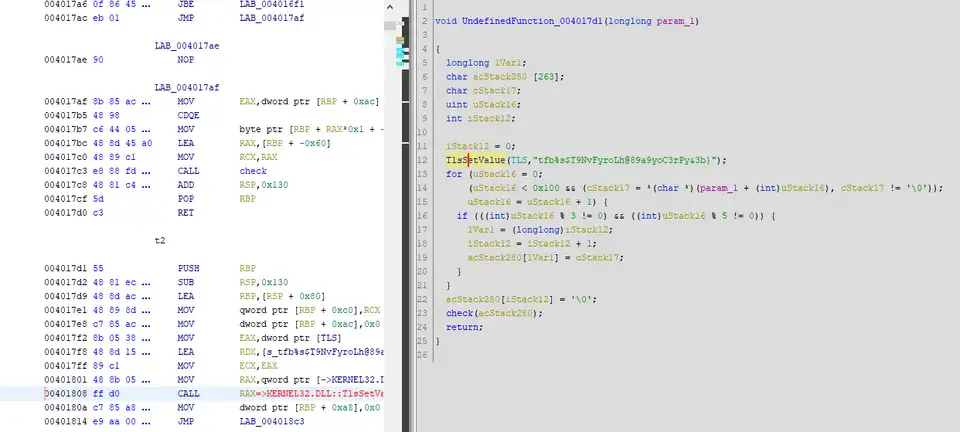 004017a6 0f 86 45 ... JBE LAB_004016f1
004017ac eb 01 JMP LAB_004017af
LAB_004017ae
004017ae 90 NOP
LAB_004017af
004017af 8b 85 ac ... MOV EAX,dword ptr [RBP + 0xac]
004017b5 48 98 CDQE
004017b7 c6 44 05 ... MOV byte ptr [RBP + RAX*0x1 + -
004017bc 48 8d 45 a0 LEA RAX,[RBP + -0x60]
004017c0 48 89 c1 MOV RCX,RAX
004017c3 e8 88 fd ... CALL check
004017c8 48 81 c4 ... ADD RSP,0x130
004017cf 5d POP RBP
004017d0 c3 RET
t2
004017d1 55 PUSH RBP
004017d2 48 81 ec ... SUB RSP,0x130
004017d9 48 8d ac ... LEA RBP,[RSP + 0x80]
004017e1 48 89 8d ... MOV qword ptr [RBP + 0xc0],RCX
004017e8 c7 85 ac ... MOV dword ptr [RBP + 0xac],0x0
004017f2 8b 05 38 ... MOV EAX,dword ptr [TLS]
004017f8 48 8d 15 ... LEA RDX,[s_tfb%s$T9NvFyroLh@89a
004017ff 89 c1 MOV ECX,EAX
00401801 48 8b 05 ... MOV RAX,qword ptr [->KERNEL32.D
00401808 ff d0 CALL RAX=>KERNEL32.DLL::TlsSetVa
0040180a c7 85 a8 ... MOV dword ptr [RBP + 0xa8],0x0
00401814 e9 aa 00 ... JMP LAB_004018c3
1
2 void UndefinedFunction_004017d1(longlong param_1)
3
4 {
5 longlong lVar1;
6 char acStack280 [263];
7 char cStack17;
8 uint uStack16;
9 int iStack12;
10
11 iStack12 = 0;
12 TlsSetValue(TLS,"tfb%s$T9NvFyroLh@89a9yoC3rPy&3b}");
13 for (uStack16 = 0;
14 (uStack16 < 0x100 && (cStack17 = *(char *)(param_1 + (int)uStack16), cStack17 != '\0'));
15 uStack16 = uStack16 + 1) {
16 if (((int)uStack16 % 3 != 0) && ((int)uStack16 % 5 != 0)) {
17 lVar1 = (longlong)iStack12;
18 iStack12 = iStack12 + 1;
19 acStack280[lVar1] = cStack17;
20 }
21 }
22 acStack280[iStack12] = '\0';
23 check(acStack280);
24 return;
25 }
26